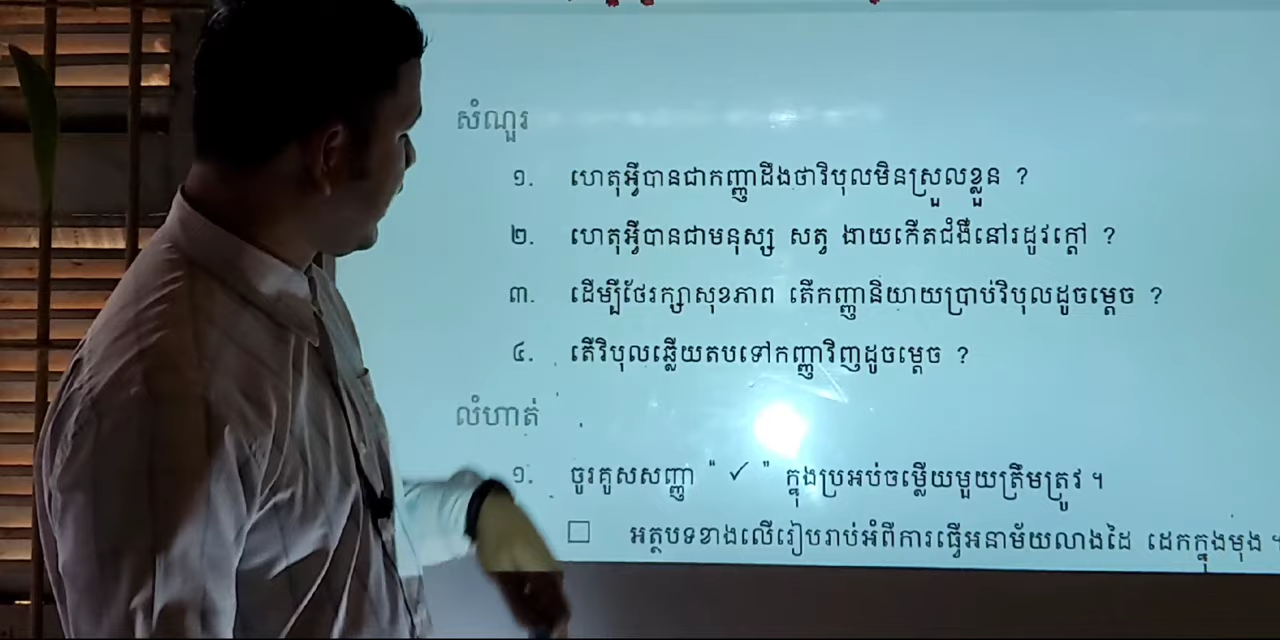 សំណួរ
១. ហេតុអ្វីបានជាកញ្ញាដឹងថាវិបុលមិនស្រួលខ្លួន ?
២. ហេតុអ្វីបានជាមនុស្ស សត្វ ងាយកើតជំងឺនៅរដូវក្ដៅ ?
៣. ដើម្បីថែរក្សាសុខភាព តើកញ្ញានិយាយប្រាប់វិបុលដូចម្ដេច ?
៤. តើវិបុលឆ្លើយតបទៅកញ្ញាវិញដូចម្ដេច ?
លំហាត់
១. ចូរគូសសញ្ញា " ✓ " ក្នុងប្រអប់ចម្លើយមួយត្រឹមត្រូវ ។
☐ អត្ថបទខាងលើរៀបរាប់អំពីការធ្វើអនាម័យលាងដៃ ដេកក្នុងមុង ។